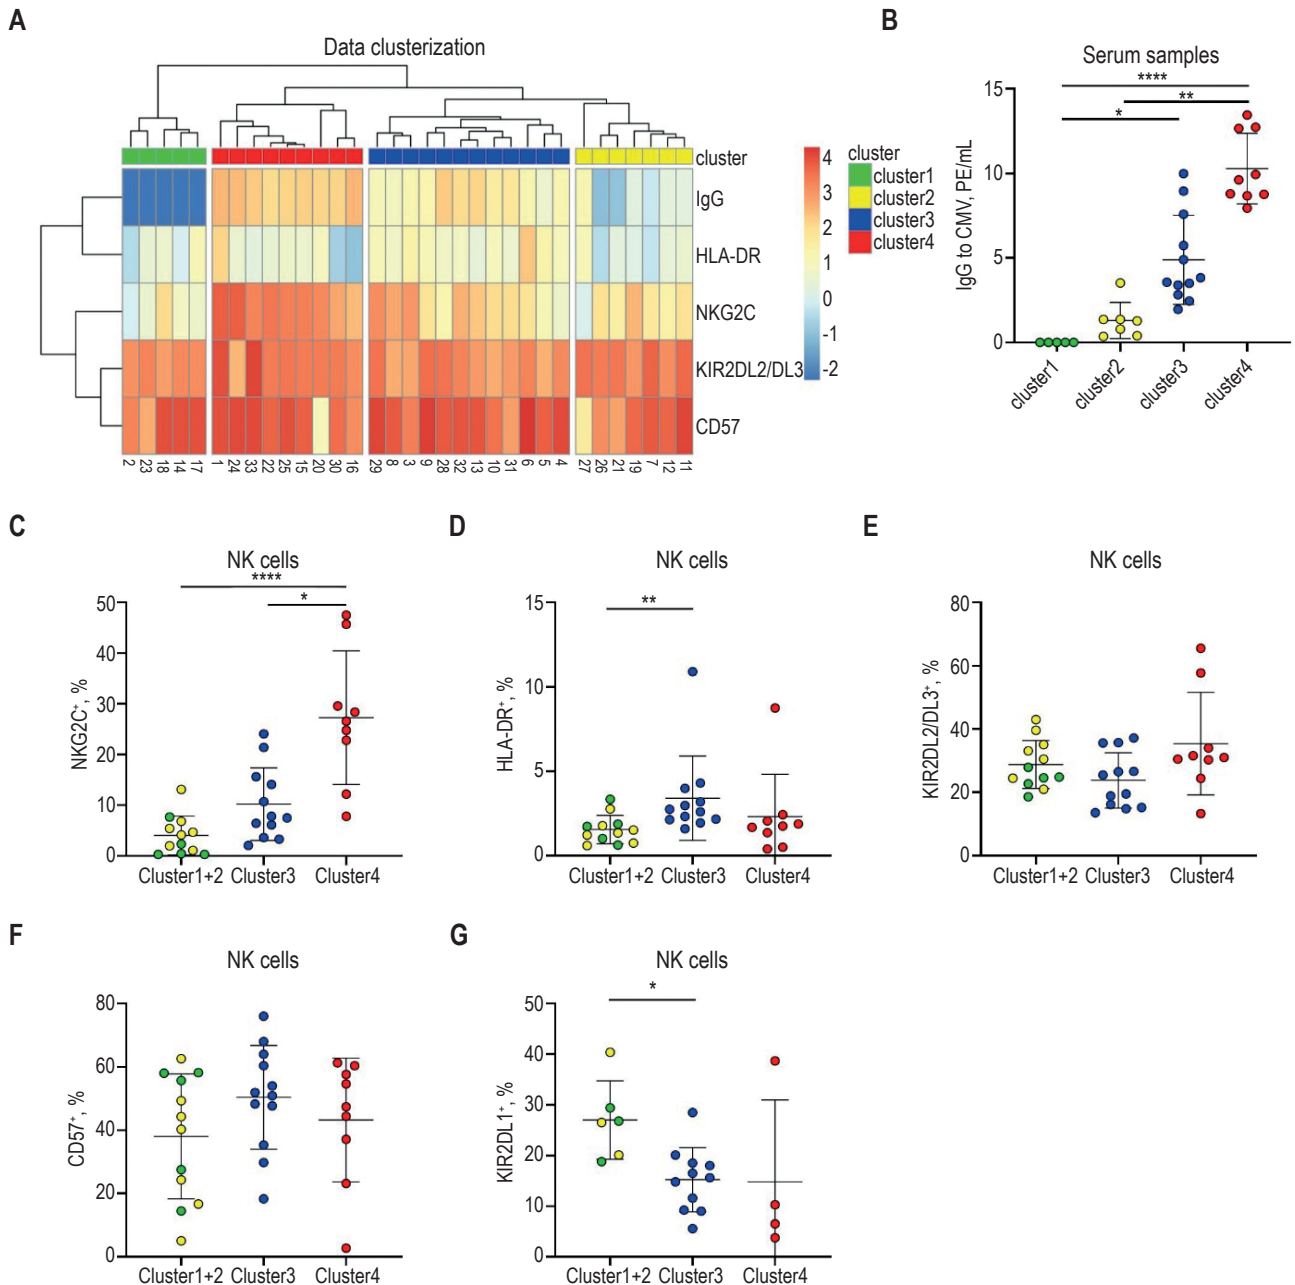 A
Data clusterization
cluster
IgG
HLA-DR
NKG2C
KIR2DL2/DL3
CD57
2 23 18 14 17 1 24 33 22 25 15 20 30 16 29 8 3 9 28 32 13 10 31 6 5 4 27 26 21 19 7 12 11
4
3
2
1
0
-1
-2
cluster
cluster1
cluster2
cluster3
cluster4
B
Serum samples
****
**
*
IgG to CMV, PE/mL
15
10
5
0
cluster1 cluster2 cluster3 cluster4
C
NK cells
****
*
NKG2C⁺, %
50
40
30
20
10
0
Cluster1+2 Cluster3 Cluster4
D
NK cells
**
HLA-DR⁺, %
15
10
5
0
Cluster1+2 Cluster3 Cluster4
E
NK cells
KIR2DL2/DL3⁺, %
80
60
40
20
0
Cluster1+2 Cluster3 Cluster4
F
NK cells
CD57⁺, %
80
60
40
20
0
Cluster1+2 Cluster3 Cluster4
G
NK cells
*
KIR2DL1⁺, %
50
40
30
20
10
0
Cluster1+2 Cluster3 Cluster4